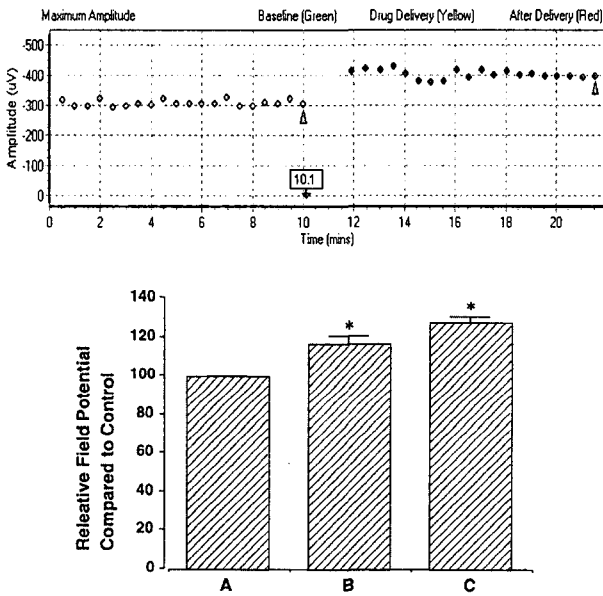 Maximum Amplitude Baseline (Green) Drug Delivery (Yellow) After Delivery (Red)
Amplitude (uV)
-500
-400
-300
-200
-100
0
10.1
0 2 4 6 8 10 12 14 16 18 20
Time (mins)
Releative Field Potential
Compared to Control
140
120
100
80
60
40
20
0
* *
A B C